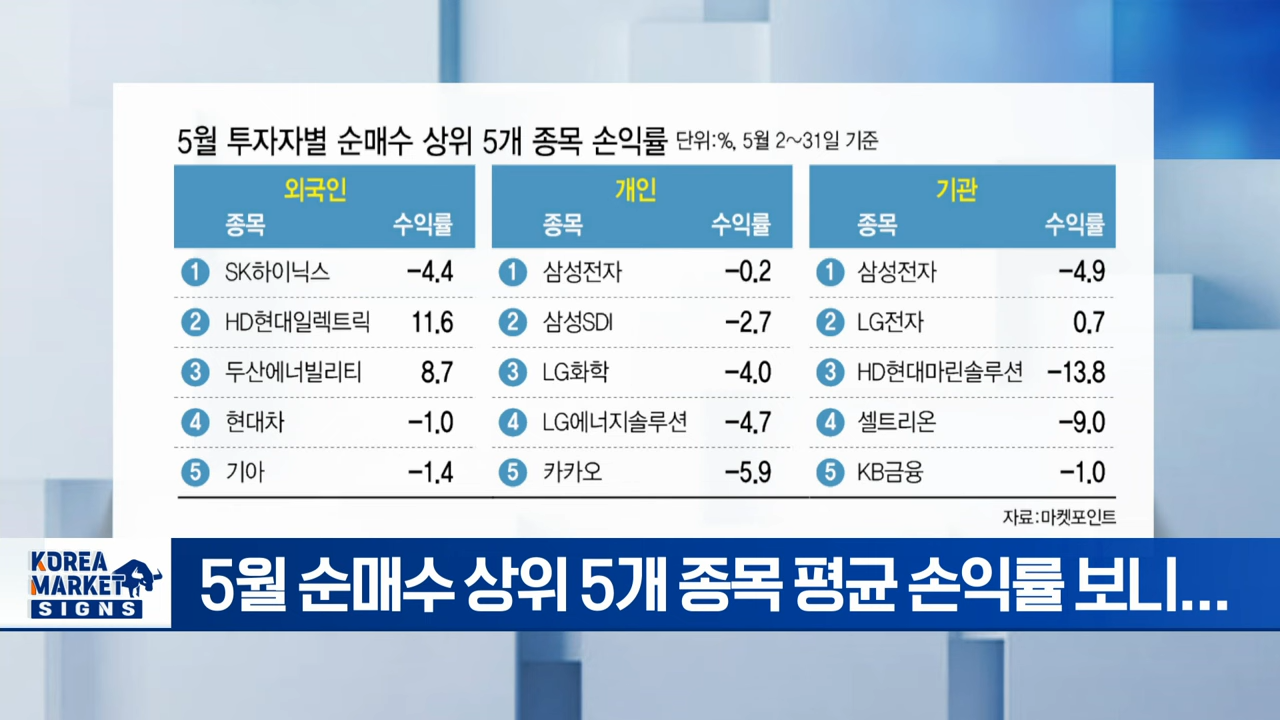 5월 투자자별 순매수 상위 5개 종목 손익률 단위:%, 5월 2~31일 기준
외국인
종목 수익률
1 SK하이닉스 -4.4
2 HD현대일렉트릭 11.6
3 두산에너빌리티 8.7
4 현대차 -1.0
5 기아 -1.4
개인
종목 수익률
1 삼성전자 -0.2
2 삼성SDI -2.7
3 LG화학 -4.0
4 LG에너지솔루션 -4.7
5 카카오 -5.9
기관
종목 수익률
1 삼성전자 -4.9
2 LG전자 0.7
3 HD현대마린솔루션 -13.8
4 셀트리온 -9.0
5 KB금융 -1.0
자료:마켓포인트
KOREA
MARKET
SIGNS
5월 순매수 상위 5개 종목 평균 손익률 보니...